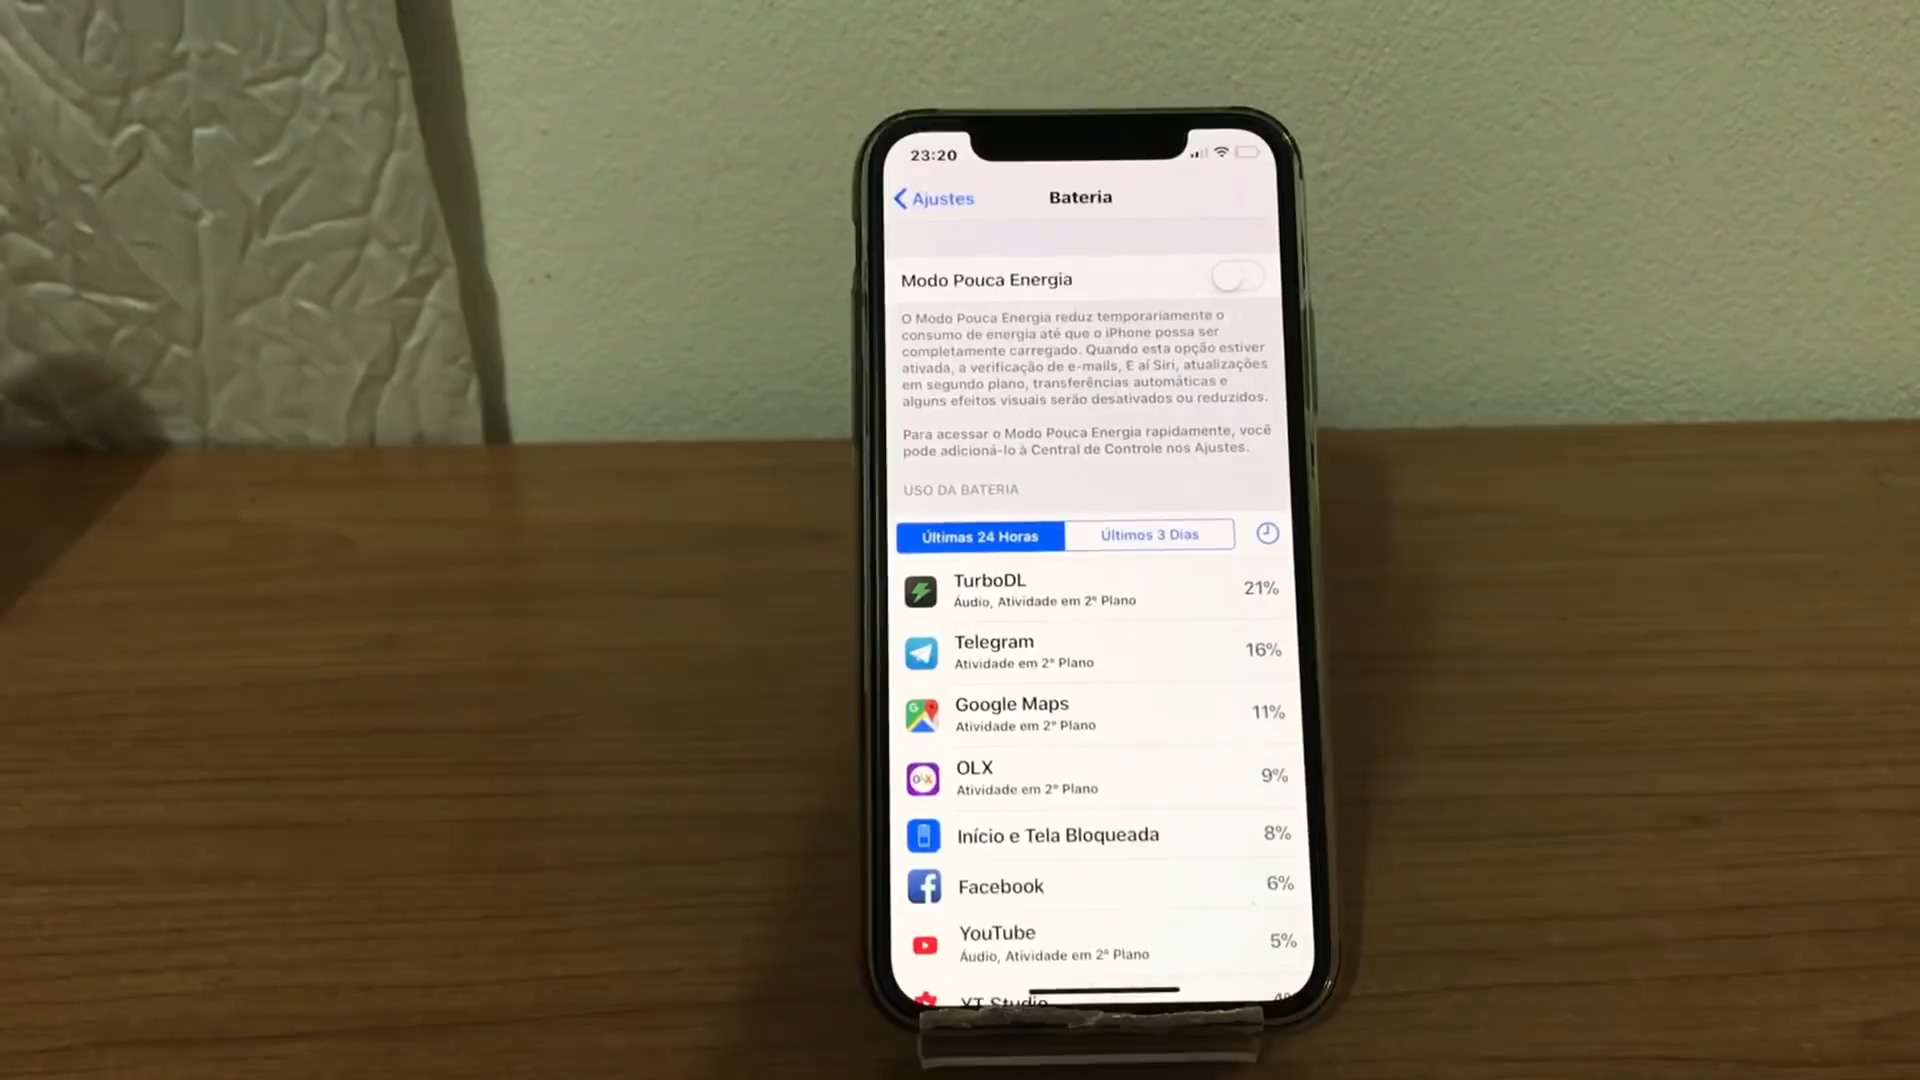 23:20
Ajustes
Bateria
Modo Pouca Energia
O Modo Pouca Energia reduz temporariamente o
consumo de energia até que o iPhone possa ser
completamente carregado. Quando esta opção estiver
ativada, a verificação de e-mails, E aí Siri, atualizações
em segundo plano, transferências automáticas e
alguns efeitos visuais serão desativados ou reduzidos.
Para acessar o Modo Pouca Energia rapidamente, você
pode adicioná-lo à Central de Controle nos Ajustes.
USO DA BATERIA
Últimas 24 Horas
Últimos 3 Dias
TurboDL
21%
Áudio, Atividade em 2º Plano
Telegram
16%
Atividade em 2º Plano
Google Maps
11%
Atividade em 2º Plano
OLX
9%
Atividade em 2º Plano
Início e Tela Bloqueada
8%
Facebook
6%
YouTube
5%
Áudio, Atividade em 2º Plano
YT Studio